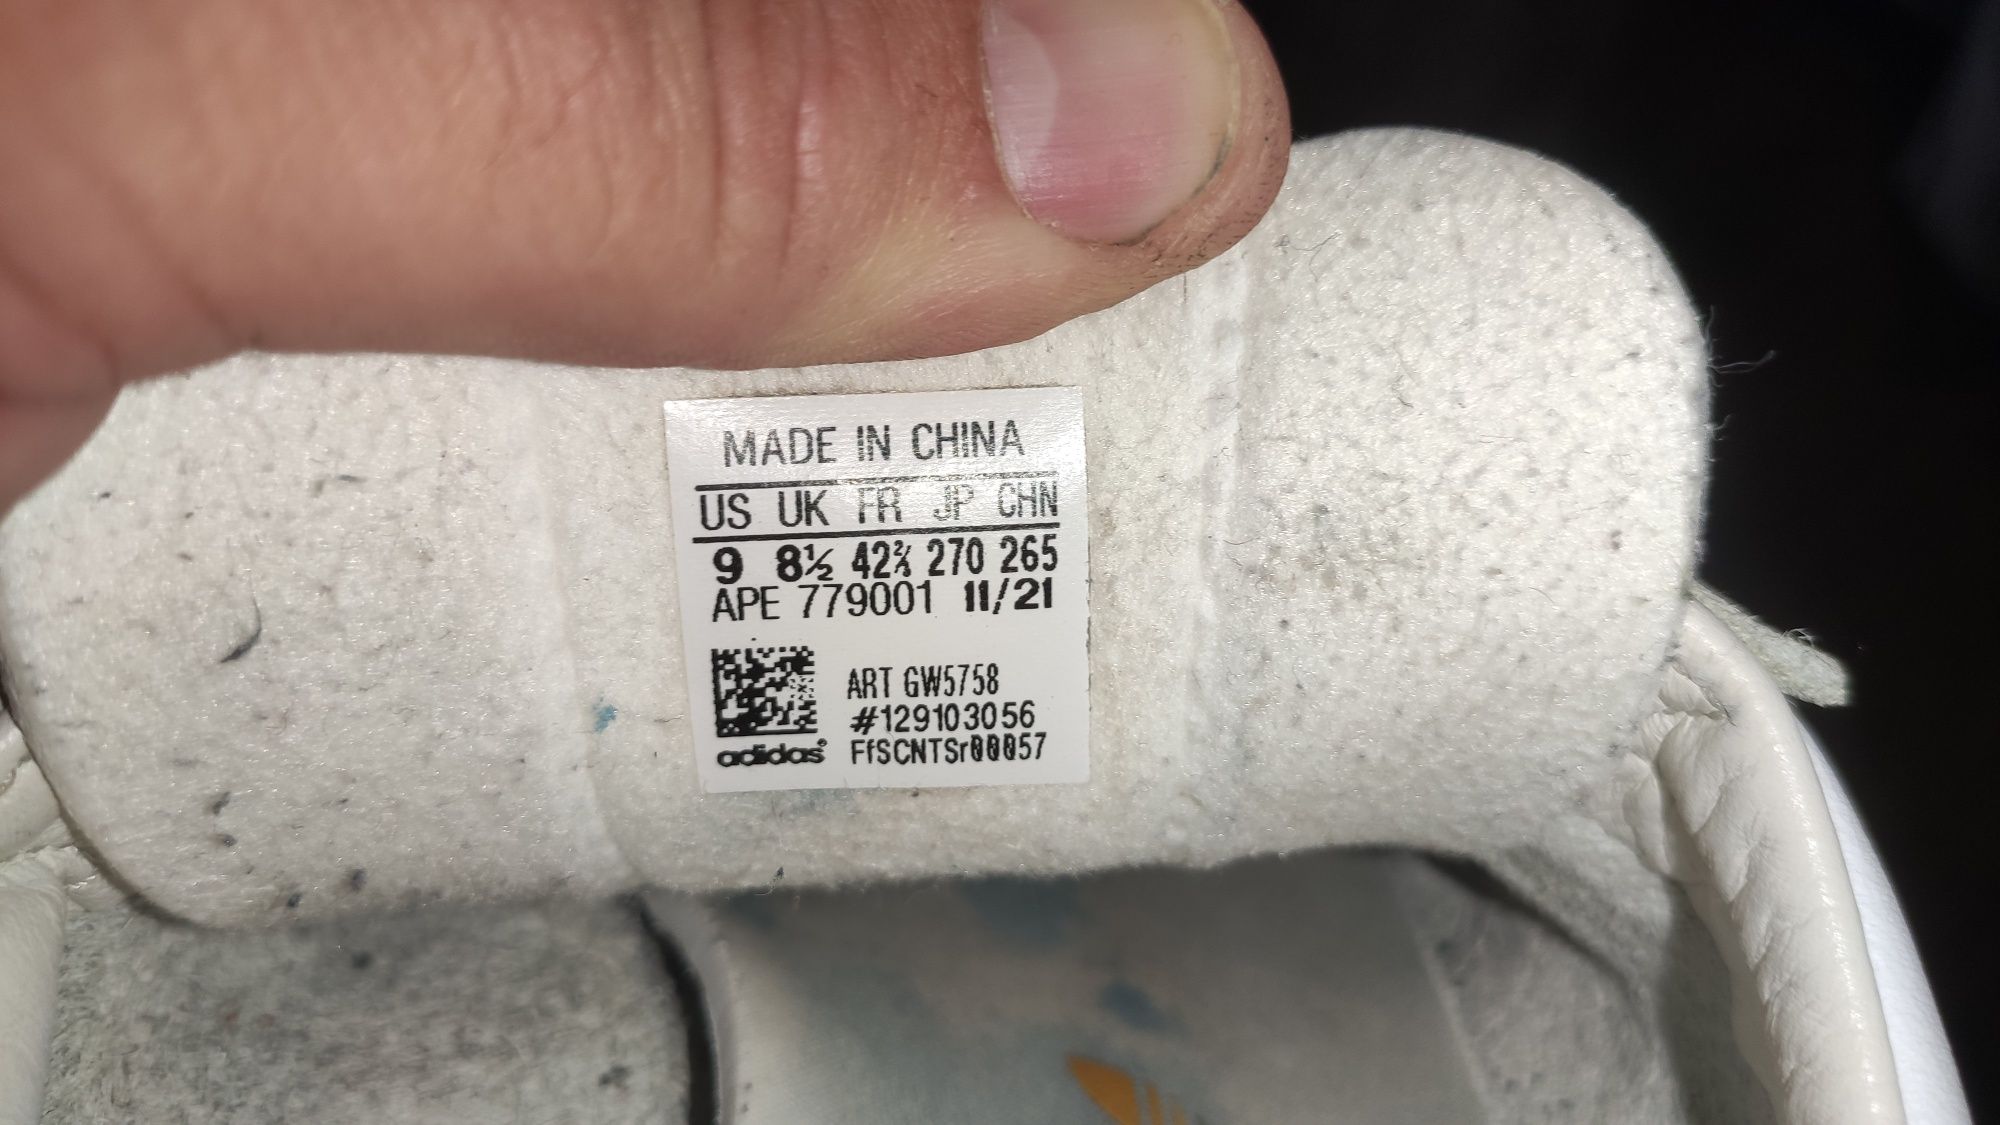 MADE IN CHINA
US UK FR JP CHN
9 8½ 42⅔ 270 265
APE 779001 11/21
ART GW5758
#129103056
adidas® FfSCNTSr00057